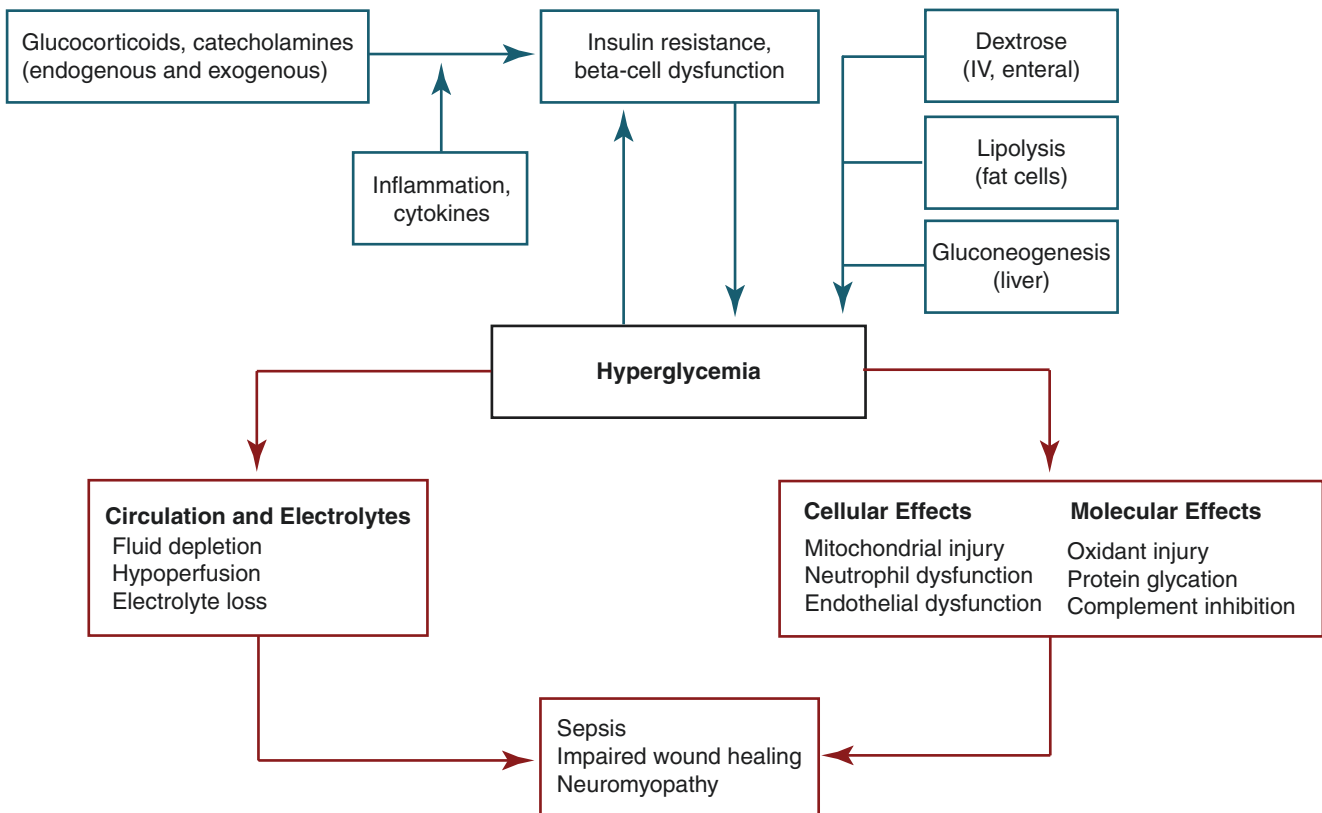 Glucocorticoids, catecholamines
(endogenous and exogenous)
Insulin resistance,
beta-cell dysfunction
Dextrose
(IV, enteral)
Inflammation,
cytokines
Lipolysis
(fat cells)
Gluconeogenesis
(liver)
Hyperglycemia
Circulation and Electrolytes
Fluid depletion
Hypoperfusion
Electrolyte loss
Cellular Effects
Mitochondrial injury
Neutrophil dysfunction
Endothelial dysfunction
Molecular Effects
Oxidant injury
Protein glycation
Complement inhibition
Sepsis
Impaired wound healing
Neuromyopathy